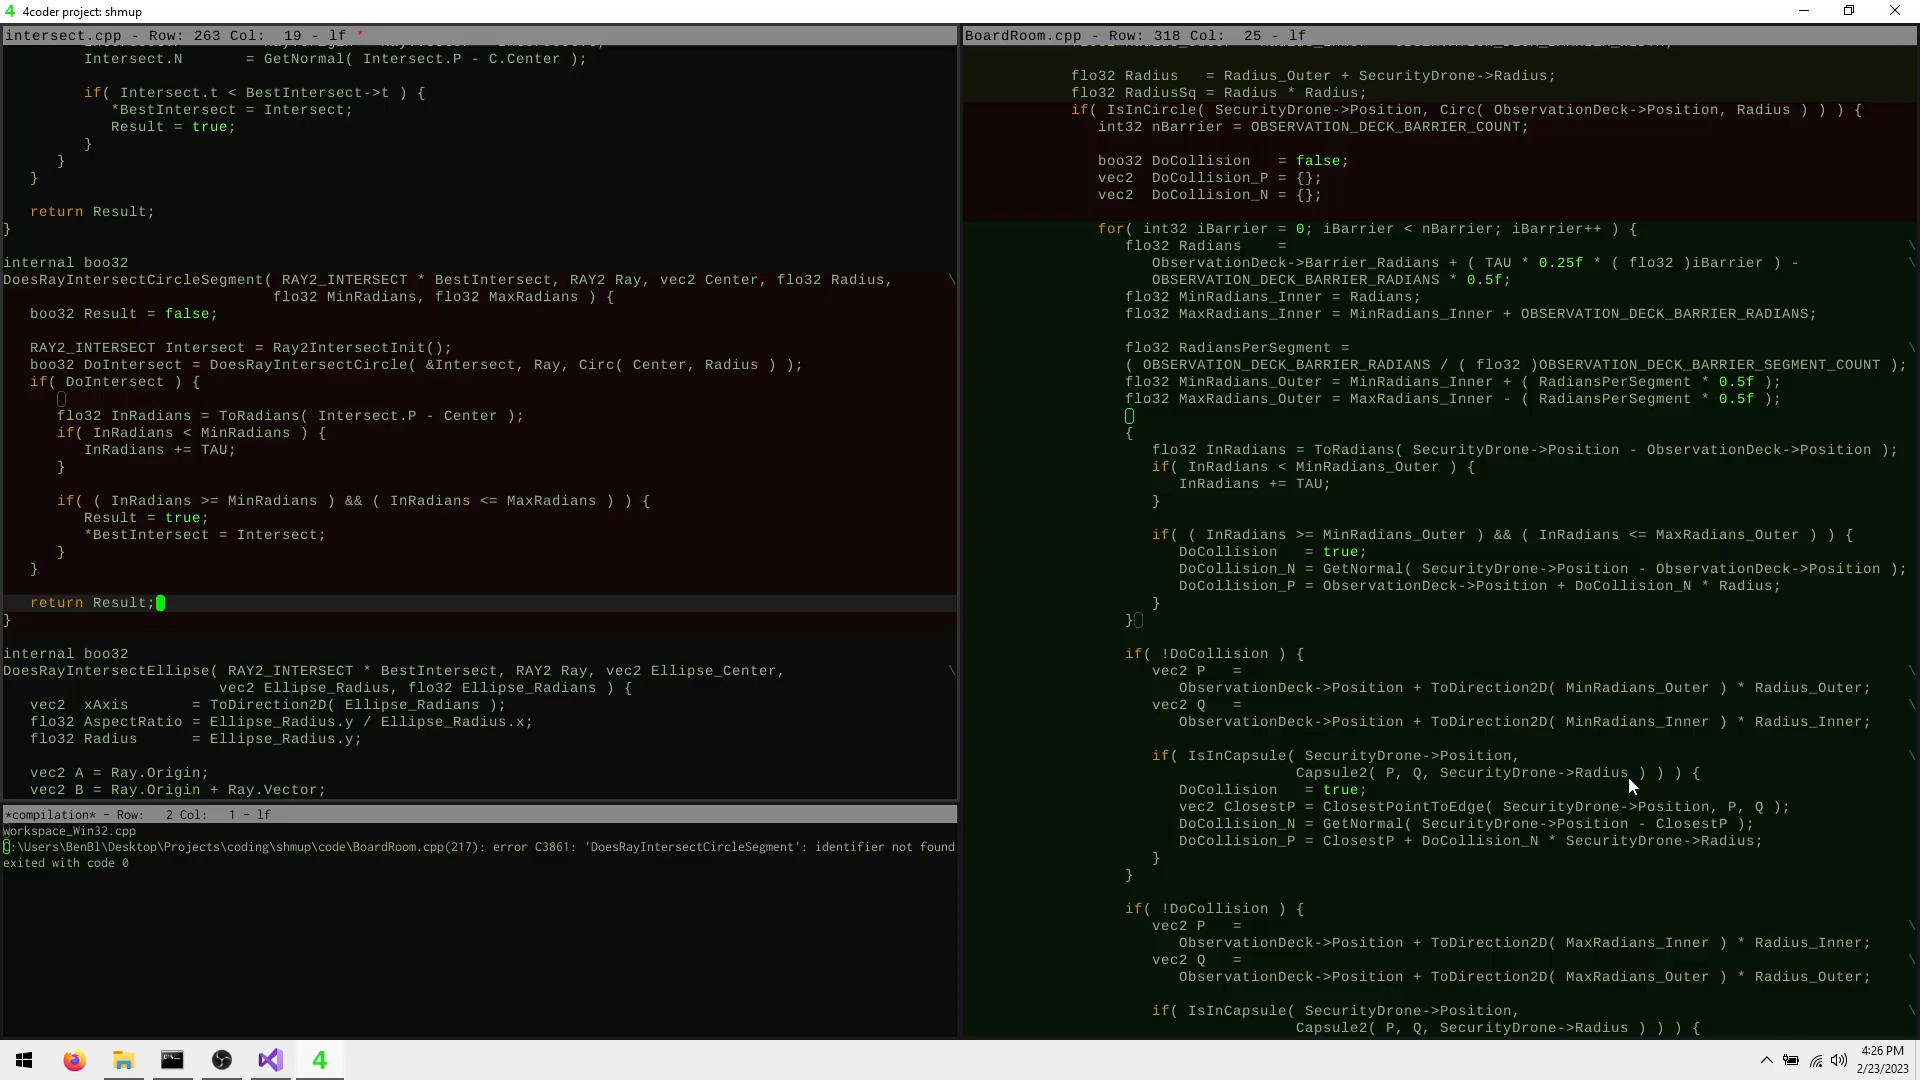 4coder project: shmup
intersect.cpp - Row: 263 Col:  19 - lf *
Intersect.N       = GetNormal( Intersect.P - C.Center );
if( Intersect.t < BestIntersect->t ) {
*BestIntersect = Intersect;
Result = true;
}
}
}
return Result;
}
internal boo32
DoesRayIntersectCircleSegment( RAY2_INTERSECT * BestIntersect, RAY2 Ray, vec2 Center, flo32 Radius, \
flo32 MinRadians, flo32 MaxRadians ) {
boo32 Result = false;
RAY2_INTERSECT Intersect = Ray2IntersectInit();
boo32 DoIntersect = DoesRayIntersectCircle( &Intersect, Ray, Circ( Center, Radius ) );
if( DoIntersect ) {
flo32 InRadians = ToRadians( Intersect.P - Center );
if( InRadians < MinRadians ) {
InRadians += TAU;
}
if( ( InRadians >= MinRadians ) && ( InRadians <= MaxRadians ) ) {
Result = true;
*BestIntersect = Intersect;
}
}
return Result;
}
internal boo32
DoesRayIntersectEllipse( RAY2_INTERSECT * BestIntersect, RAY2 Ray, vec2 Ellipse_Center, \
vec2 Ellipse_Radius, flo32 Ellipse_Radians ) {
vec2  xAxis       = ToDirection2D( Ellipse_Radians );
flo32 AspectRatio = Ellipse_Radius.y / Ellipse_Radius.x;
flo32 Radius      = Ellipse_Radius.y;
vec2 A = Ray.Origin;
vec2 B = Ray.Origin + Ray.Vector;
*compilation* - Row:   2 Col:   1 - lf
Workspace_Win32.cpp
C:\Users\BenBl\Desktop\Projects\coding\shmup\code\BoardRoom.cpp(217): error C3861: 'DoesRayIntersectCircleSegment': identifier not found
exited with code 0
BoardRoom.cpp - Row: 318 Col:  25 - lf
flo32 Radius   = Radius_Outer + SecurityDrone->Radius;
flo32 RadiusSq = Radius * Radius;
if( IsInCircle( SecurityDrone->Position, Circ( ObservationDeck->Position, Radius ) ) ) {
int32 nBarrier = OBSERVATION_DECK_BARRIER_COUNT;
boo32 DoCollision   = false;
vec2  DoCollision_P = {};
vec2  DoCollision_N = {};
for( int32 iBarrier = 0; iBarrier < nBarrier; iBarrier++ ) {
flo32 Radians    = \
ObservationDeck->Barrier_Radians + ( TAU * 0.25f * ( flo32 )iBarrier ) - \
OBSERVATION_DECK_BARRIER_RADIANS * 0.5f;
flo32 MinRadians_Inner = Radians;
flo32 MaxRadians_Inner = MinRadians_Inner + OBSERVATION_DECK_BARRIER_RADIANS;
flo32 RadiansPerSegment = \
( OBSERVATION_DECK_BARRIER_RADIANS / ( flo32 )OBSERVATION_DECK_BARRIER_SEGMENT_COUNT );
flo32 MinRadians_Outer = MinRadians_Inner + ( RadiansPerSegment * 0.5f );
flo32 MaxRadians_Outer = MaxRadians_Inner - ( RadiansPerSegment * 0.5f );
{
flo32 InRadians = ToRadians( SecurityDrone->Position - ObservationDeck->Position );
if( InRadians < MinRadians_Outer ) {
InRadians += TAU;
}
if( ( InRadians >= MinRadians_Outer ) && ( InRadians <= MaxRadians_Outer ) ) {
DoCollision   = true;
DoCollision_N = GetNormal( SecurityDrone->Position - ObservationDeck->Position );
DoCollision_P = ObservationDeck->Position + DoCollision_N * Radius;
}
}
if( !DoCollision ) {
vec2 P   = \
ObservationDeck->Position + ToDirection2D( MinRadians_Outer ) * Radius_Outer;
vec2 Q   = \
ObservationDeck->Position + ToDirection2D( MinRadians_Inner ) * Radius_Inner;
if( IsInCapsule( SecurityDrone->Position, \
Capsule2( P, Q, SecurityDrone->Radius ) ) ) {
DoCollision   = true;
vec2 ClosestP = ClosestPointToEdge( SecurityDrone->Position, P, Q );
DoCollision_N = GetNormal( SecurityDrone->Position - ClosestP );
DoCollision_P = ClosestP + DoCollision_N * SecurityDrone->Radius;
}
}
if( !DoCollision ) {
vec2 P   = \
ObservationDeck->Position + ToDirection2D( MaxRadians_Inner ) * Radius_Inner;
vec2 Q   = \
ObservationDeck->Position + ToDirection2D( MaxRadians_Outer ) * Radius_Outer;
if( IsInCapsule( SecurityDrone->Position, \
Capsule2( P, Q, SecurityDrone->Radius ) ) ) {
4:26 PM
2/23/2023